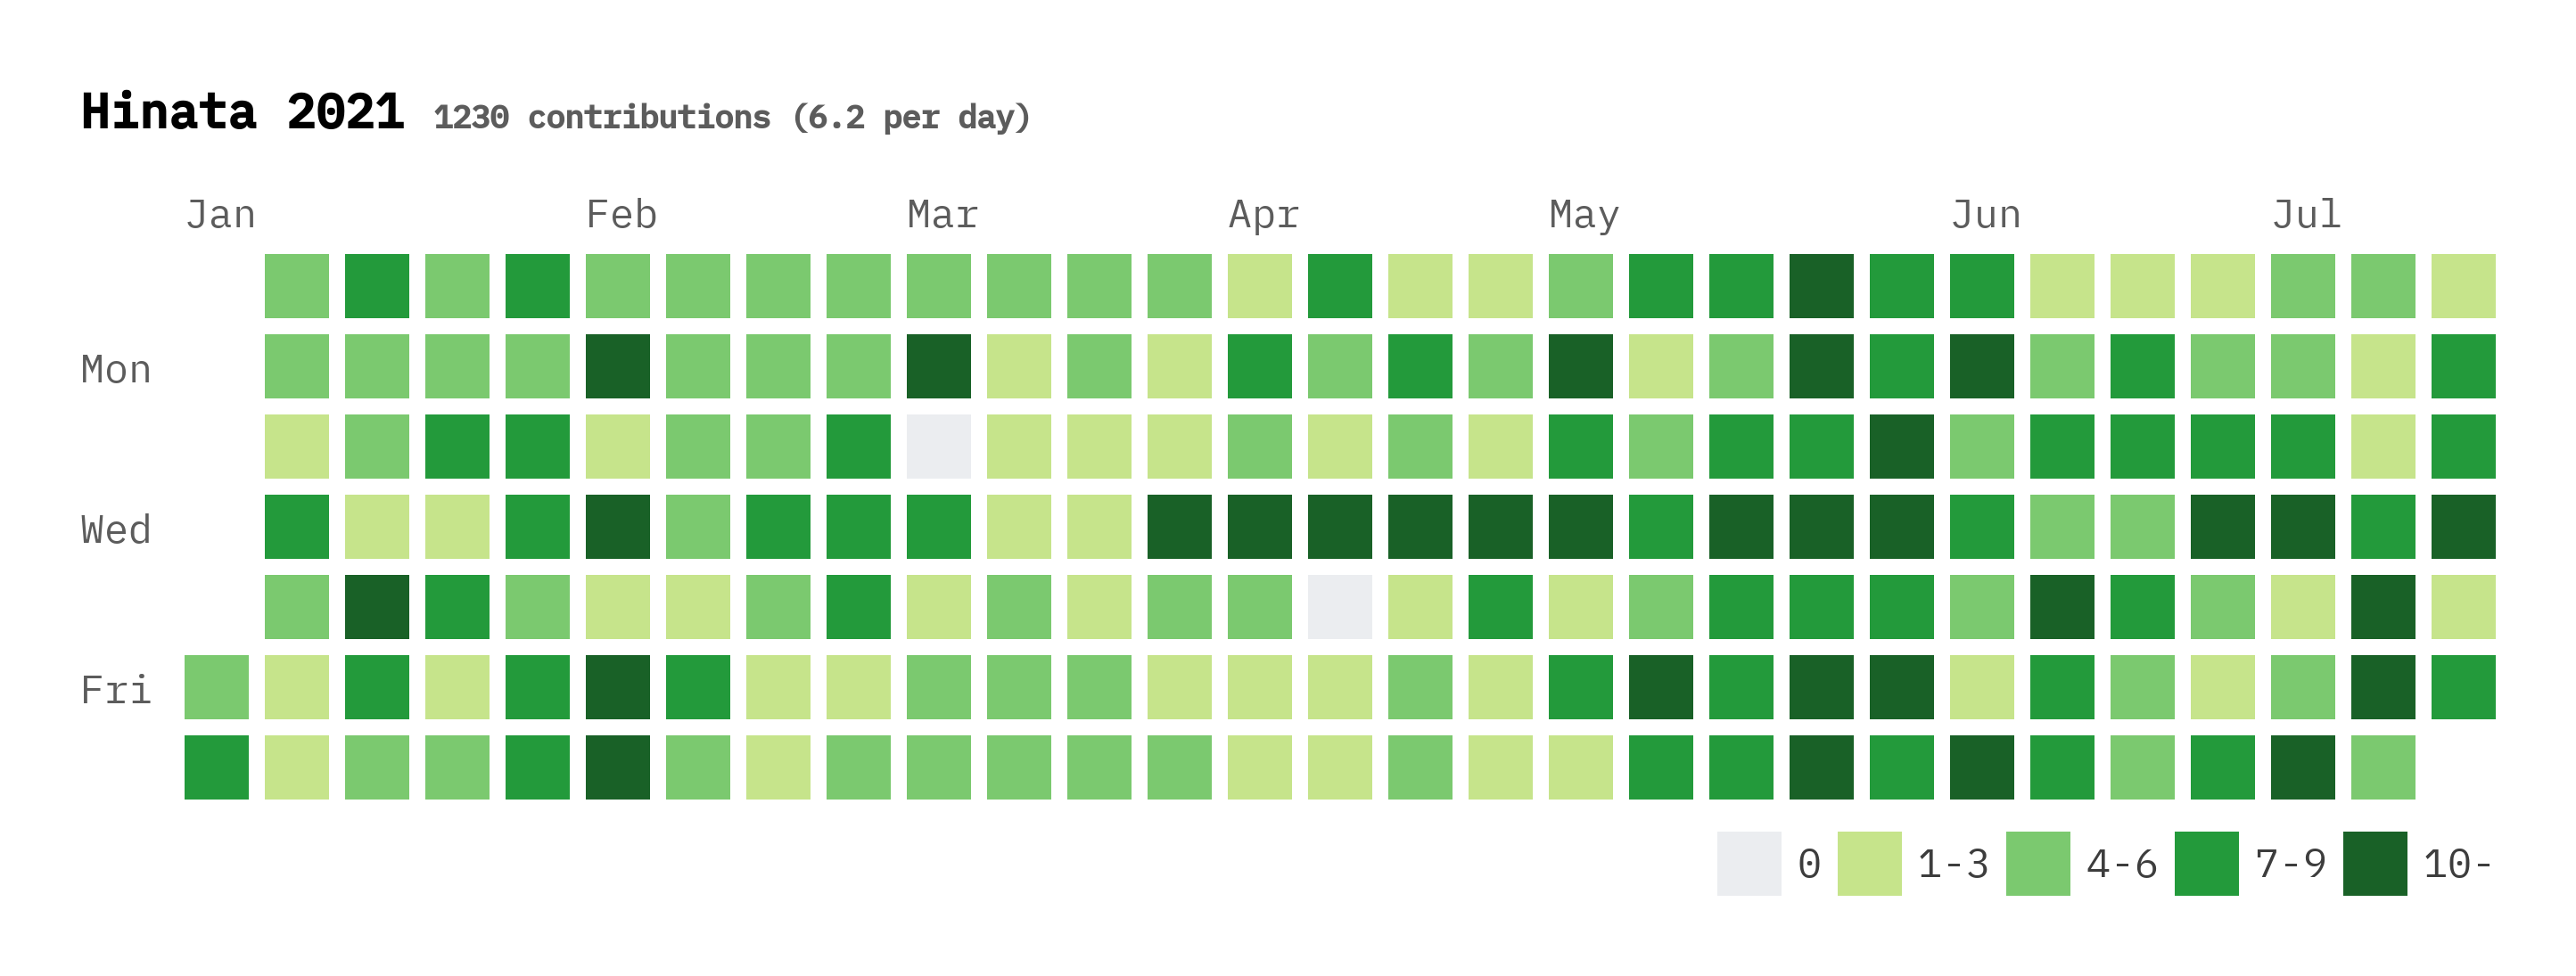 Hinata 2021 1230 contributions (6.2 per day)
Jan Feb Mar Apr May Jun Jul
Mon
Wed
Fri
0 1-3 4-6 7-9 10-